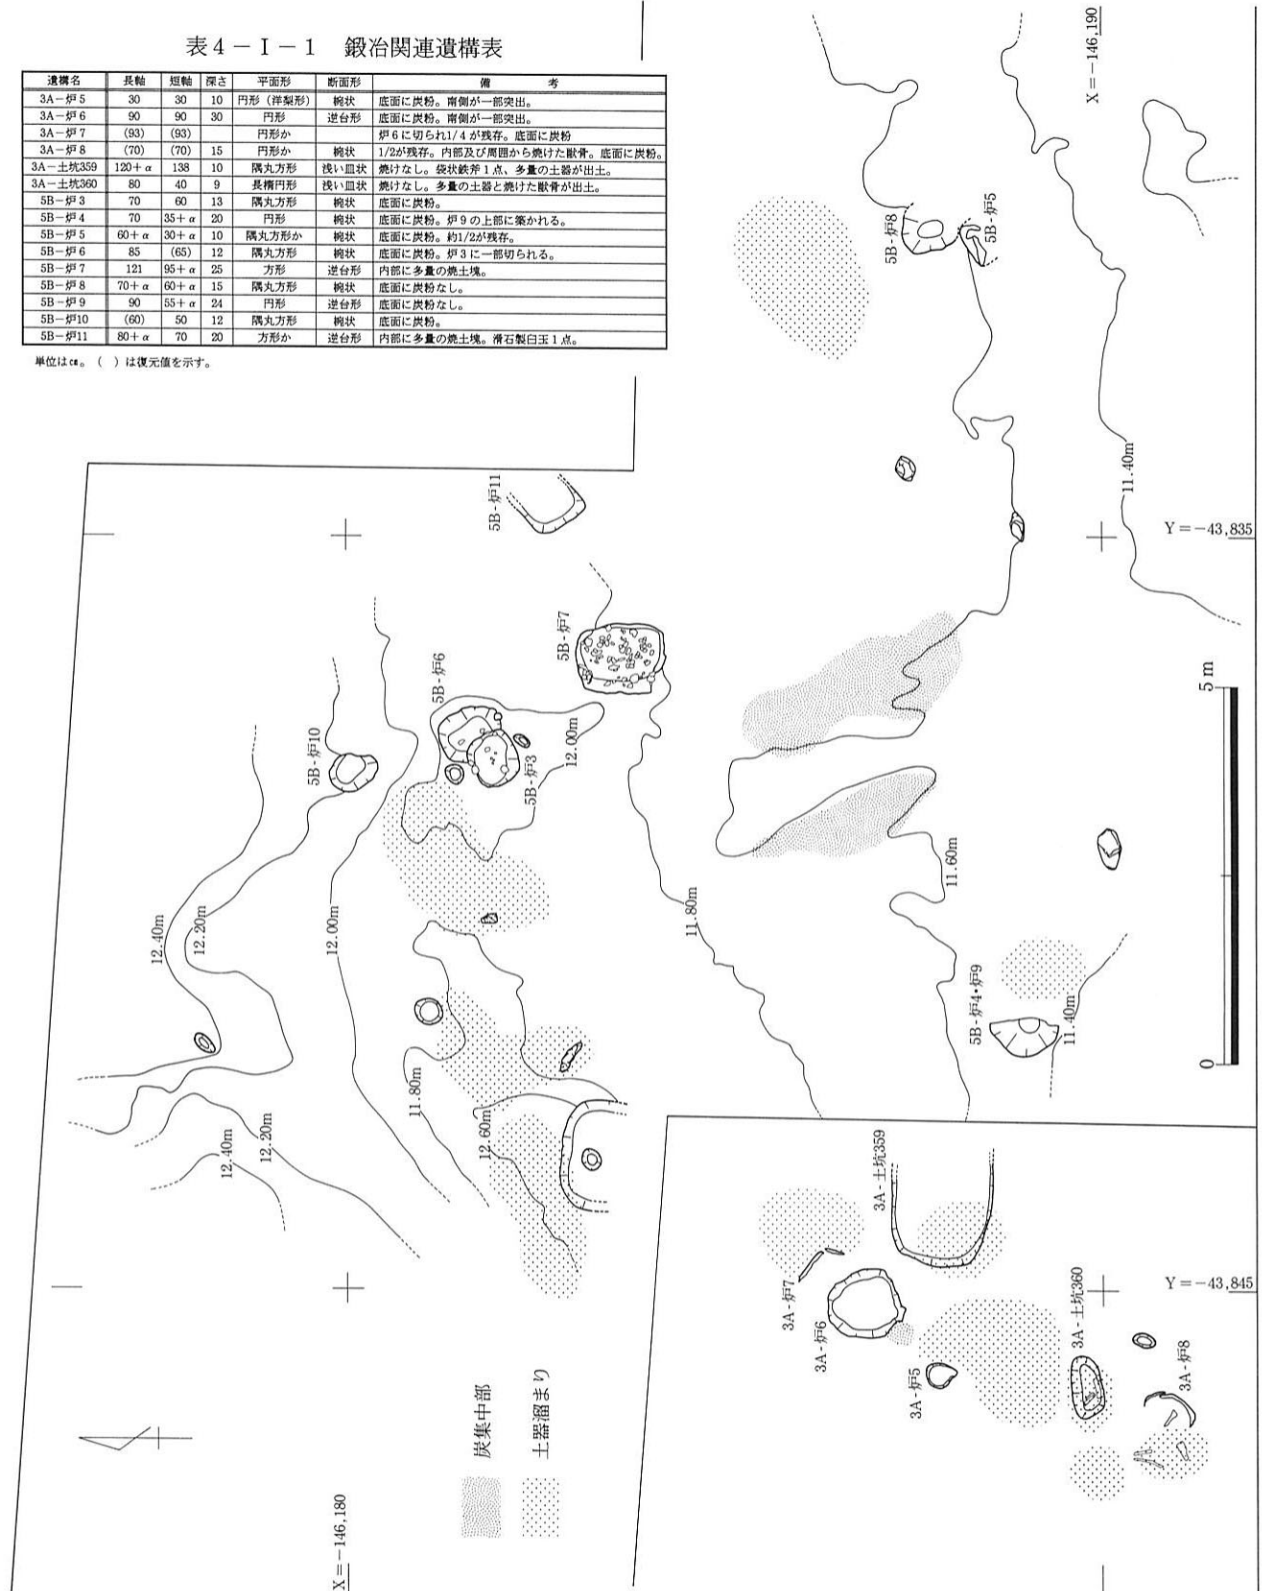 表4－Ⅰ－1　鍛冶関連遺構表
遺構名 長軸 短軸 深さ 平面形 断面形 備考
3A－炉5 30 30 10 円形（洋梨形） 椀状 底面に炭粉。南側が一部突出。
3A－炉6 90 90 30 円形 逆台形 底面に炭粉。南側が一部突出。
3A－炉7 (93) (93) 円形か 炉6に切られ1/4が残存。底面に炭粉
3A－炉8 (70) (70) 15 円形か 椀状 1/2が残存。内部及び周囲から焼けた獣骨。底面に炭粉。
3A－土坑359 120+α 138 10 隅丸方形 浅い皿状 焼けなし。袋状鉄斧1点、多量の土器が出土。
3A－土坑360 80 40 9 長楕円形 浅い皿状 焼けなし。多量の土器と焼けた獣骨が出土。
5B－炉3 70 60 13 隅丸方形 椀状 底面に炭粉。
5B－炉4 70 35+α 20 円形 椀状 底面に炭粉。炉9の上部に築かれる。
5B－炉5 60+α 30+α 10 隅丸方形か 椀状 底面に炭粉。約1/2が残存。
5B－炉6 85 (65) 12 隅丸方形 椀状 底面に炭粉。炉3に一部切られる。
5B－炉7 121 95+α 25 方形 逆台形 内部に多量の焼土塊。
5B－炉8 70+α 60+α 15 隅丸方形 椀状 底面に炭粉なし。
5B－炉9 90 55+α 24 円形 逆台形 底面に炭粉なし。
5B－炉10 (60) 50 12 隅丸方形 椀状 底面に炭粉。
5B－炉11 80+α 70 20 方形か 逆台形 内部に多量の焼土塊。滑石製臼玉1点。
単位は㎝。（　）は復元値を示す。
X＝－146,190
5B-炉8
5B-炉5
11.40m
5B-炉11
Y＝－43,835
5B-炉7
5B-炉6
5B-炉10
5B-炉3
12.00m
5 m
11.60m
11.80m
12.40m
12.20m
12.00m
5B-炉4・炉9
11.40m
0
11.80m
12.60m
12.20m
12.40m
3A-土坑359
3A-炉7
3A-炉6
3A-炉5
3A-土坑360
3A-炉8
Y＝－43,845
炭集中部
土器溜まり
X＝－146,180